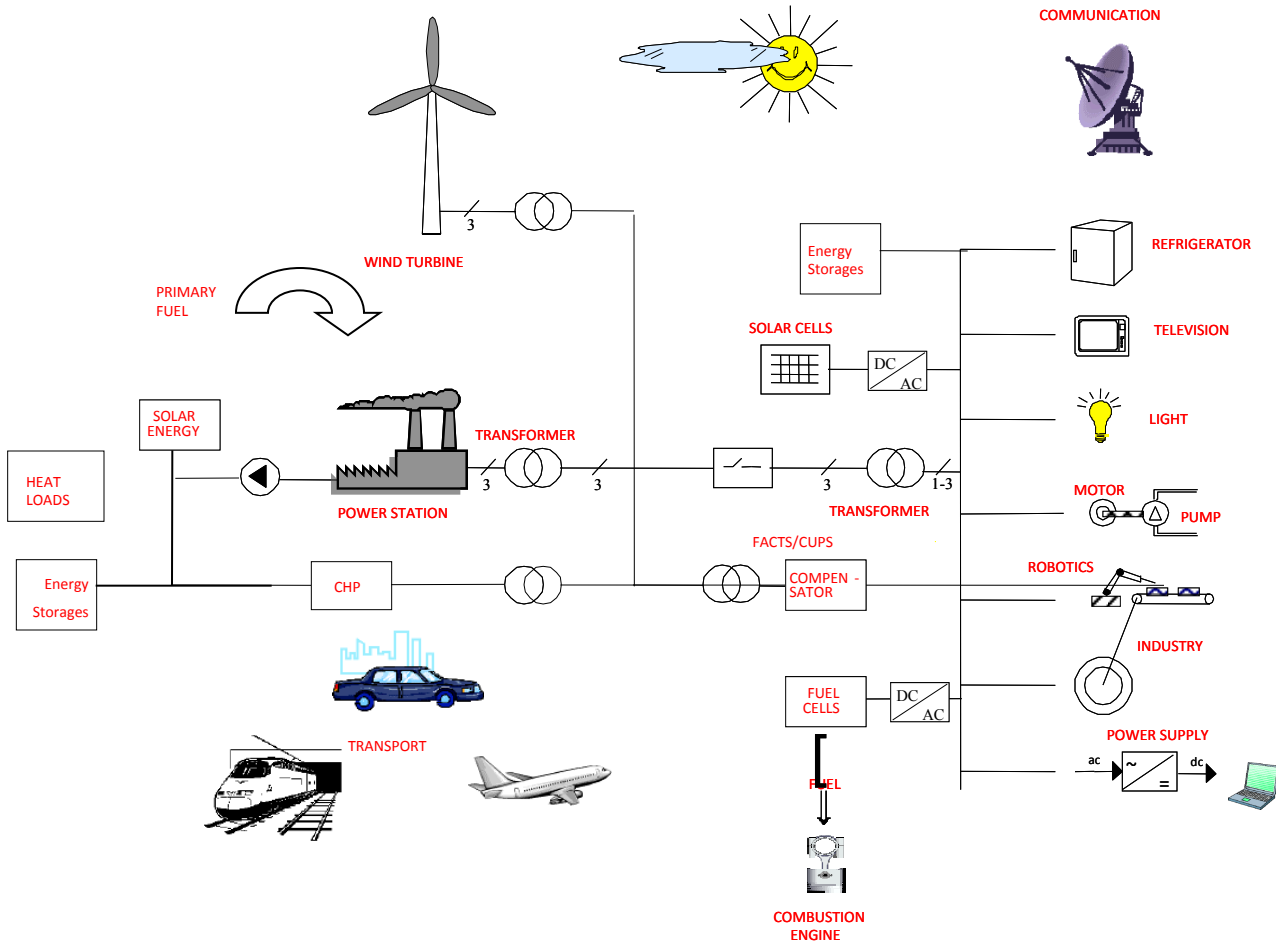 COMMUNICATION
3
WIND TURBINE
Energy
Storages
REFRIGERATOR
PRIMARY
FUEL
SOLAR CELLS
TELEVISION
DC
AC
SOLAR
ENERGY
TRANSFORMER
LIGHT
HEAT
LOADS
3
3
3
1-3
POWER STATION
TRANSFORMER
MOTOR
PUMP
FACTS/CUPS
Energy
Storages
CHP
COMPEN -
SATOR
ROBOTICS
INDUSTRY
FUEL
CELLS
DC
AC
TRANSPORT
POWER SUPPLY
ac
~
=
dc
FUEL
COMBUSTION
ENGINE